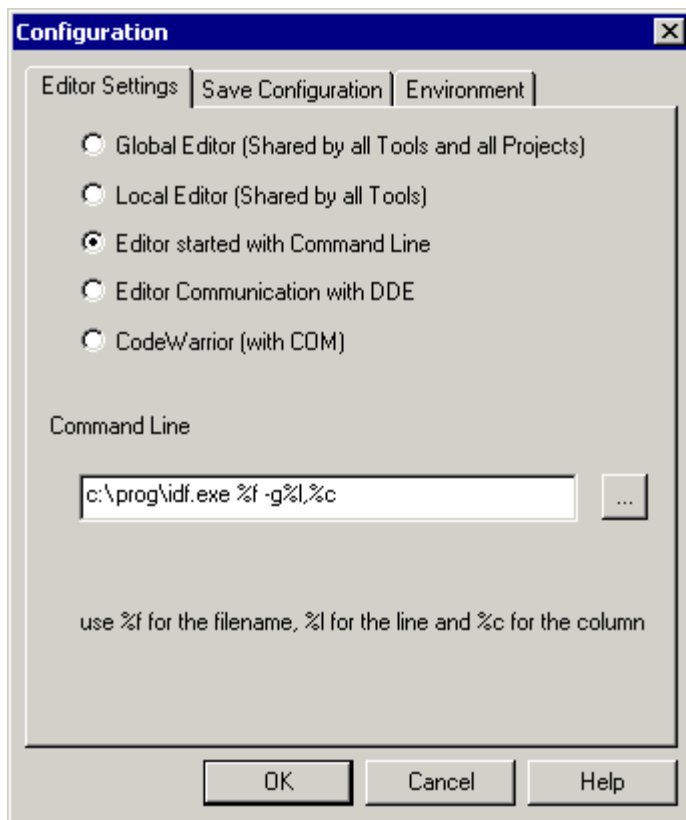 Configuration
Editor Settings Save Configuration Environment
Global Editor (Shared by all Tools and all Projects)
Local Editor (Shared by all Tools)
Editor started with Command Line
Editor Communication with DDE
CodeWarrior (with COM)
Command Line
c:\prog\idf.exe %f -g%l,%c
...
use %f for the filename, %l for the line and %c for the column
OK Cancel Help